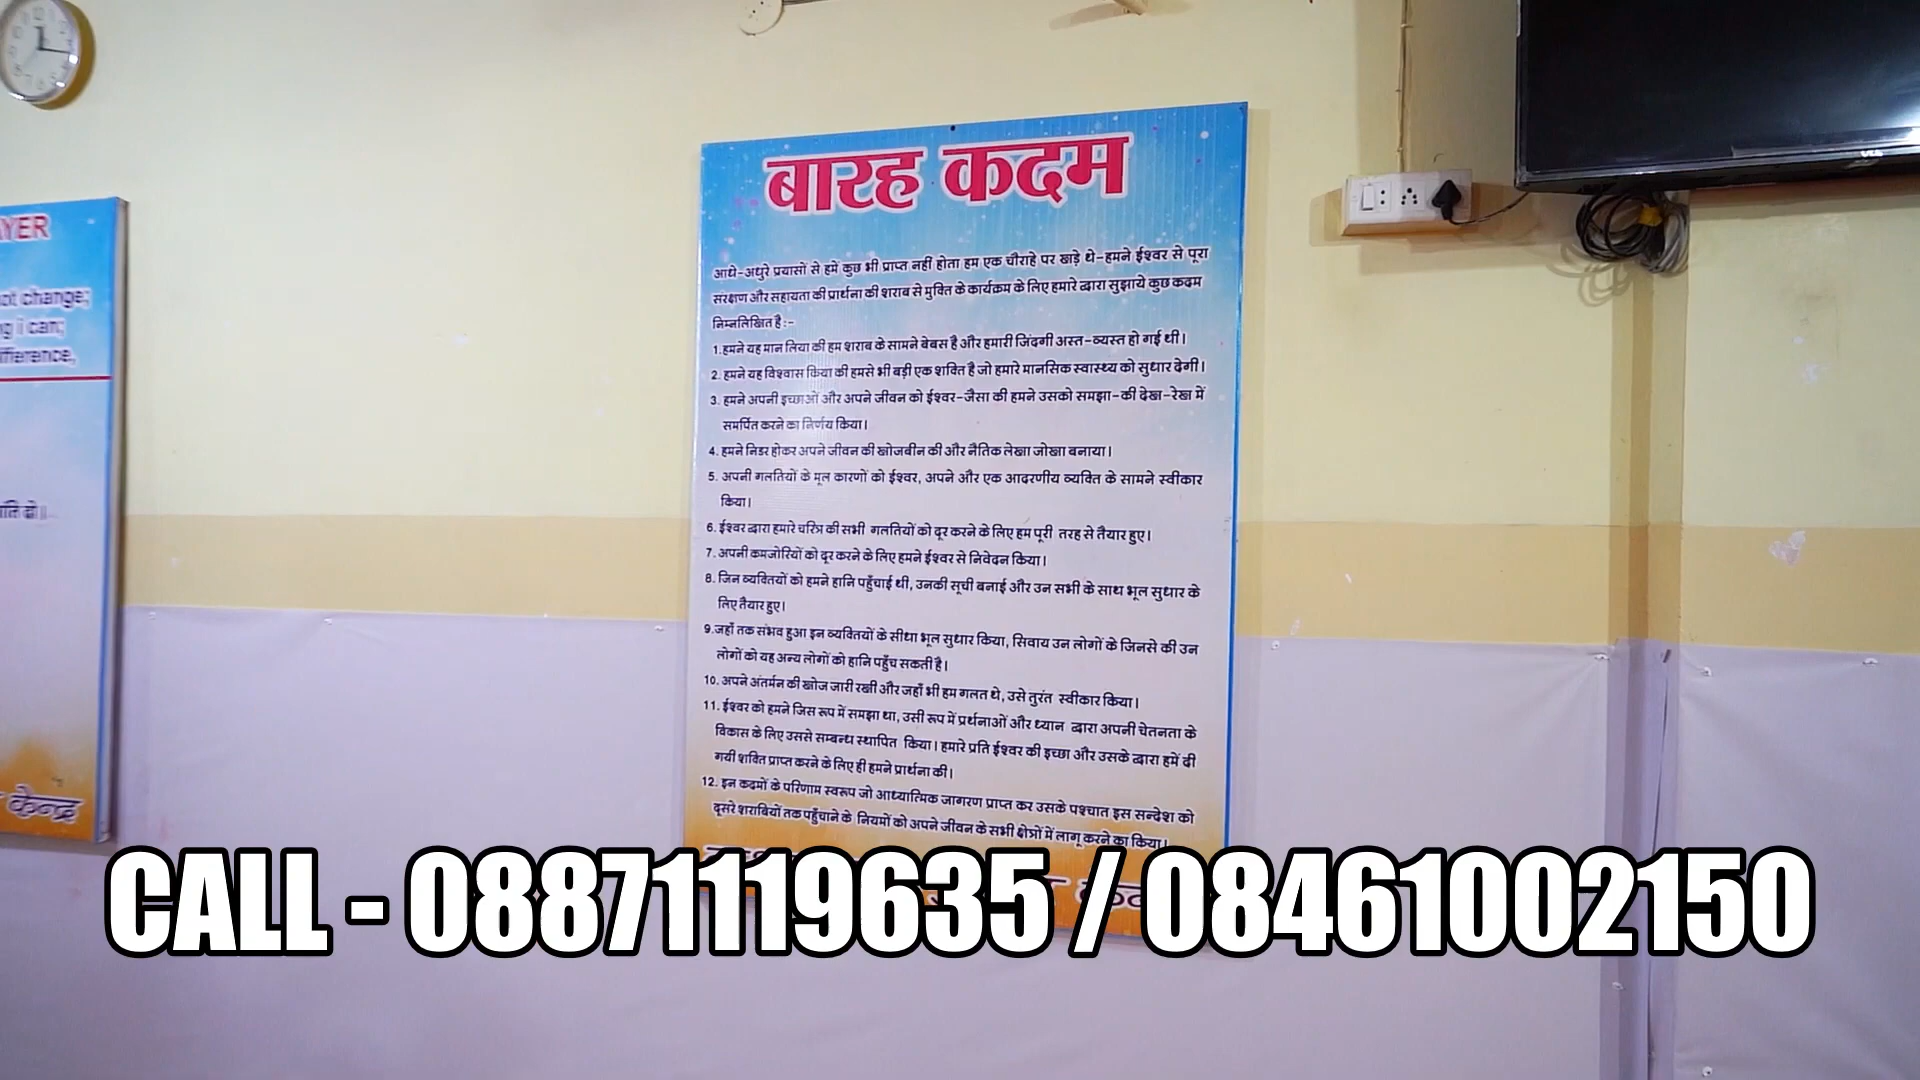 AYER
ot change;
ng i can;
ifference,
केन्द्र
बारह कदम
आधे-अधुरे प्रयासों से हमें कुछ भी प्राप्त नहीं होता हम एक चौराहे पर खड़े थे-हमने ईश्वर से पूरा
संरक्षण और सहायता की प्रार्थना की शराब से मुक्ति के कार्यक्रम के लिए हमारे द्वारा सुझाये कुछ कदम
निम्नलिखित है :-
1.हमने यह मान लिया की हम शराब के सामने बेबस है और हमारी जिंदगी अस्त-व्यस्त हो गई थी।
2. हमने यह विश्वास किया की हमसे भी बड़ी एक शक्ति है जो हमारे मानसिक स्वास्थ्य को सुधार देगी।
3. हमने अपनी इच्छाओं और अपने जीवन को ईश्वर-जैसा की हमने उसको समझा-की देख-रेख में
समर्पित करने का निर्णय किया।
4. हमने निडर होकर अपने जीवन की खोजबीन की और नैतिक लेखा जोखा बनाया।
5. अपनी गलतियों के मूल कारणों को ईश्वर, अपने और एक आदरणीय व्यक्ति के सामने स्वीकार
किया।
6. ईश्वर द्वारा हमारे चरित्र की सभी गलतियों को दूर करने के लिए हम पूरी तरह से तैयार हुए।
7. अपनी कमजोरियों को दूर करने के लिए हमने ईश्वर से निवेदन किया।
8. जिन व्यक्तियों को हमने हानि पहुँचाई थी, उनकी सूची बनाई और उन सभी के साथ भूल सुधार के
लिए तैयार हुए।
9.जहाँ तक संभव हुआ इन व्यक्तियों के सीधा भूल सुधार किया, सिवाय उन लोगों के जिनसे की उन
लोगों को यह अन्य लोगों को हानि पहुँच सकती है।
10. अपने अंतर्मन की खोज जारी रखी और जहाँ भी हम गलत थे, उसे तुरंत स्वीकार किया।
11. ईश्वर को हमने जिस रूप में समझा था, उसी रूप में प्रर्थनाओं और ध्यान द्वारा अपनी चेतनता के
विकास के लिए उससे सम्बन्ध स्थापित किया। हमारे प्रति ईश्वर की इच्छा और उसके द्वारा हमें दी
गयी शक्ति प्राप्त करने के लिए ही हमने प्रार्थना की।
12. इन कदमों के परिणाम स्वरूप जो आध्यात्मिक जागरण प्राप्त कर उसके पश्चात इस सन्देश को
दूसरे शराबियों तक पहुँचाने के नियमों को अपने जीवन के सभी क्षेत्रों में लागू करने का किया।
CALL - 08871119635 / 08461002150